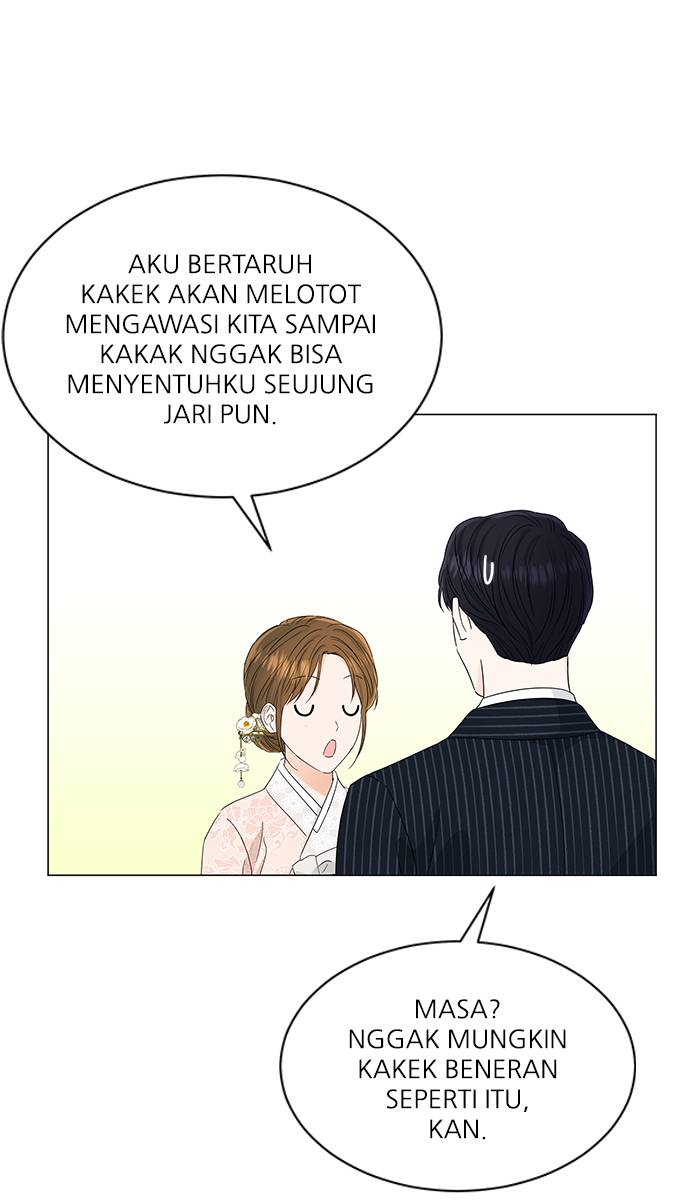 AKU BERTARUH
KAKEK AKAN MELOTOT
MENGAWASI KITA SAMPAI
KAKAK NGGAK BISA
MENYENTUHKU SEUJUNG
JARI PUN.
MASA?
NGGAK MUNGKIN
KAKEK BENERAN
SEPERTI ITU,
KAN.